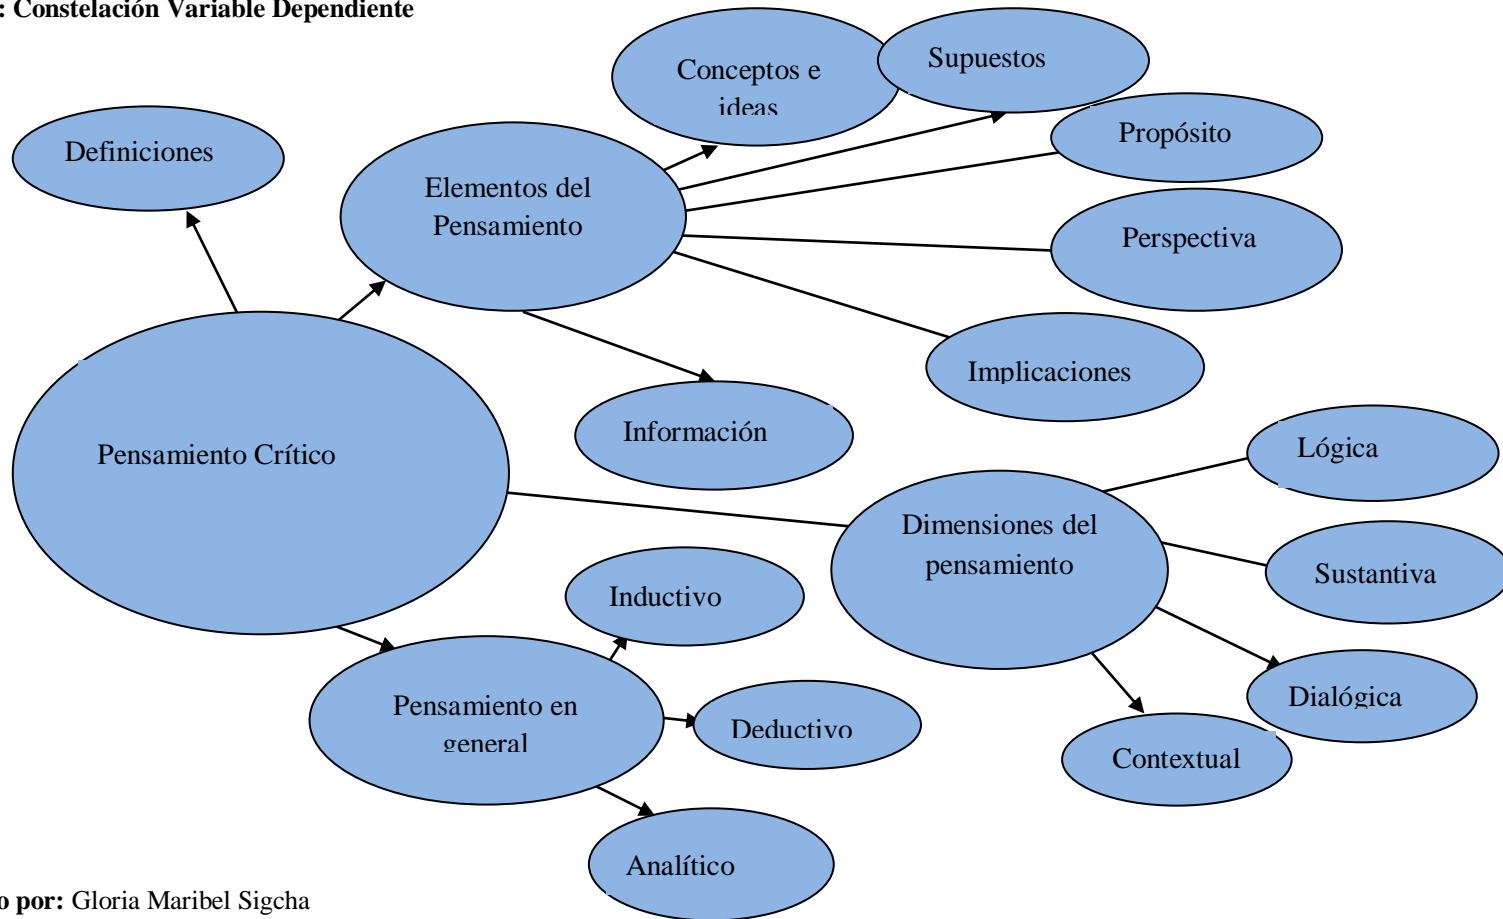 : Constelación Variable Dependiente
Conceptos e
ideas
Supuestos
Propósito
Definiciones
Elementos del
Pensamiento
Perspectiva
Implicaciones
Información
Pensamiento Crítico
Lógica
Dimensiones del
pensamiento
Sustantiva
Inductivo
Dialógica
Pensamiento en
general
Deductivo
Contextual
Analítico
o por: Gloria Maribel Sigcha